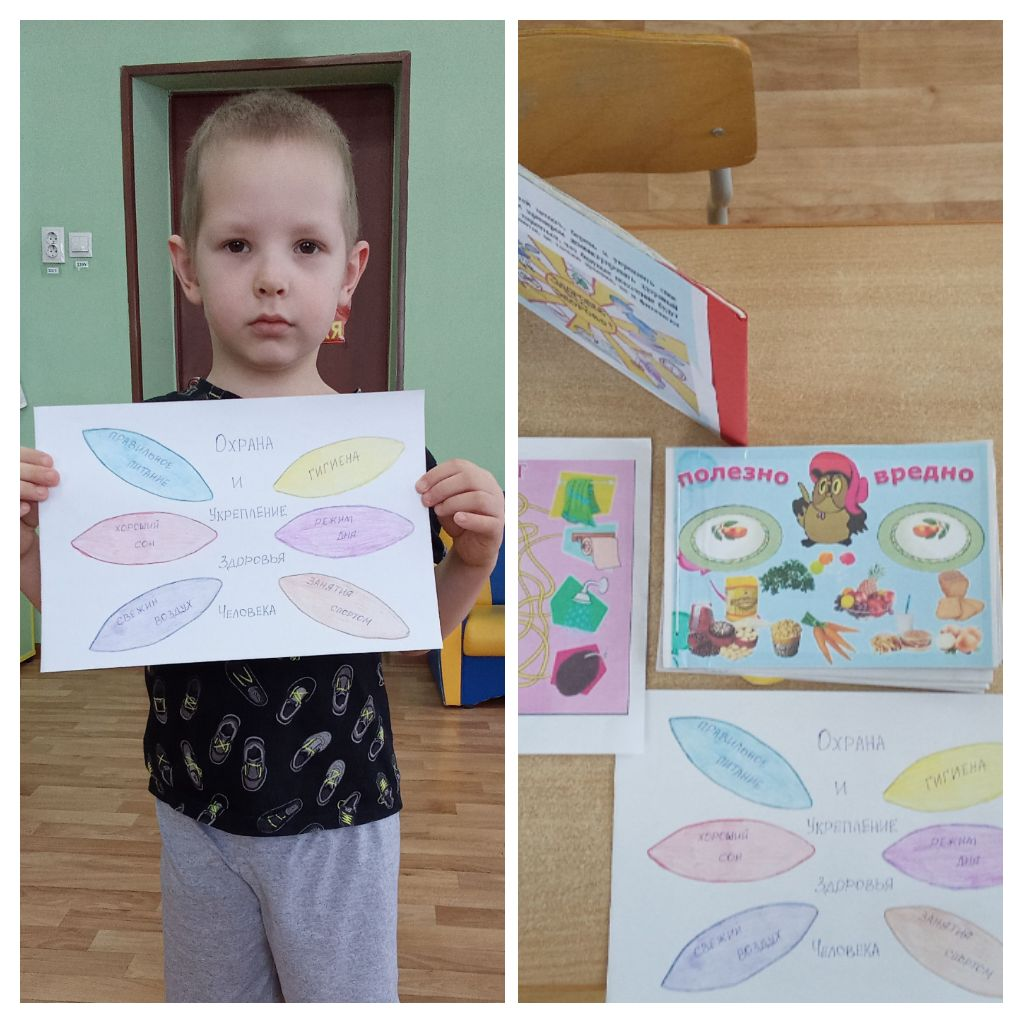 ПРАВИЛЬНОЕ
ПИТАНИЕ
ХОРОШИЙ
СОН
СВЕЖИЙ
ВОЗДУХ
ОХРАНА
И
УКРЕПЛЕНИЕ
ЗДОРОВЬЯ
ЧЕЛОВЕКА
ГИГИЕНА
РЕЖИМ
ДНЯ
ЗАНЯТИЯ
СПОРТОМ
полезно вредно
ПРАВИЛЬНОЕ
ПИТАНИЕ
ХОРОШИЙ
СОН
СВЕЖИЙ
ВОЗДУХ
ОХРАНА
И
УКРЕПЛЕНИЕ
ЗДОРОВЬЯ
ЧЕЛОВЕКА
ГИГИЕНА
РЕЖИМ
ДНЯ
ЗАНЯТИЯ
СПОРТОМ